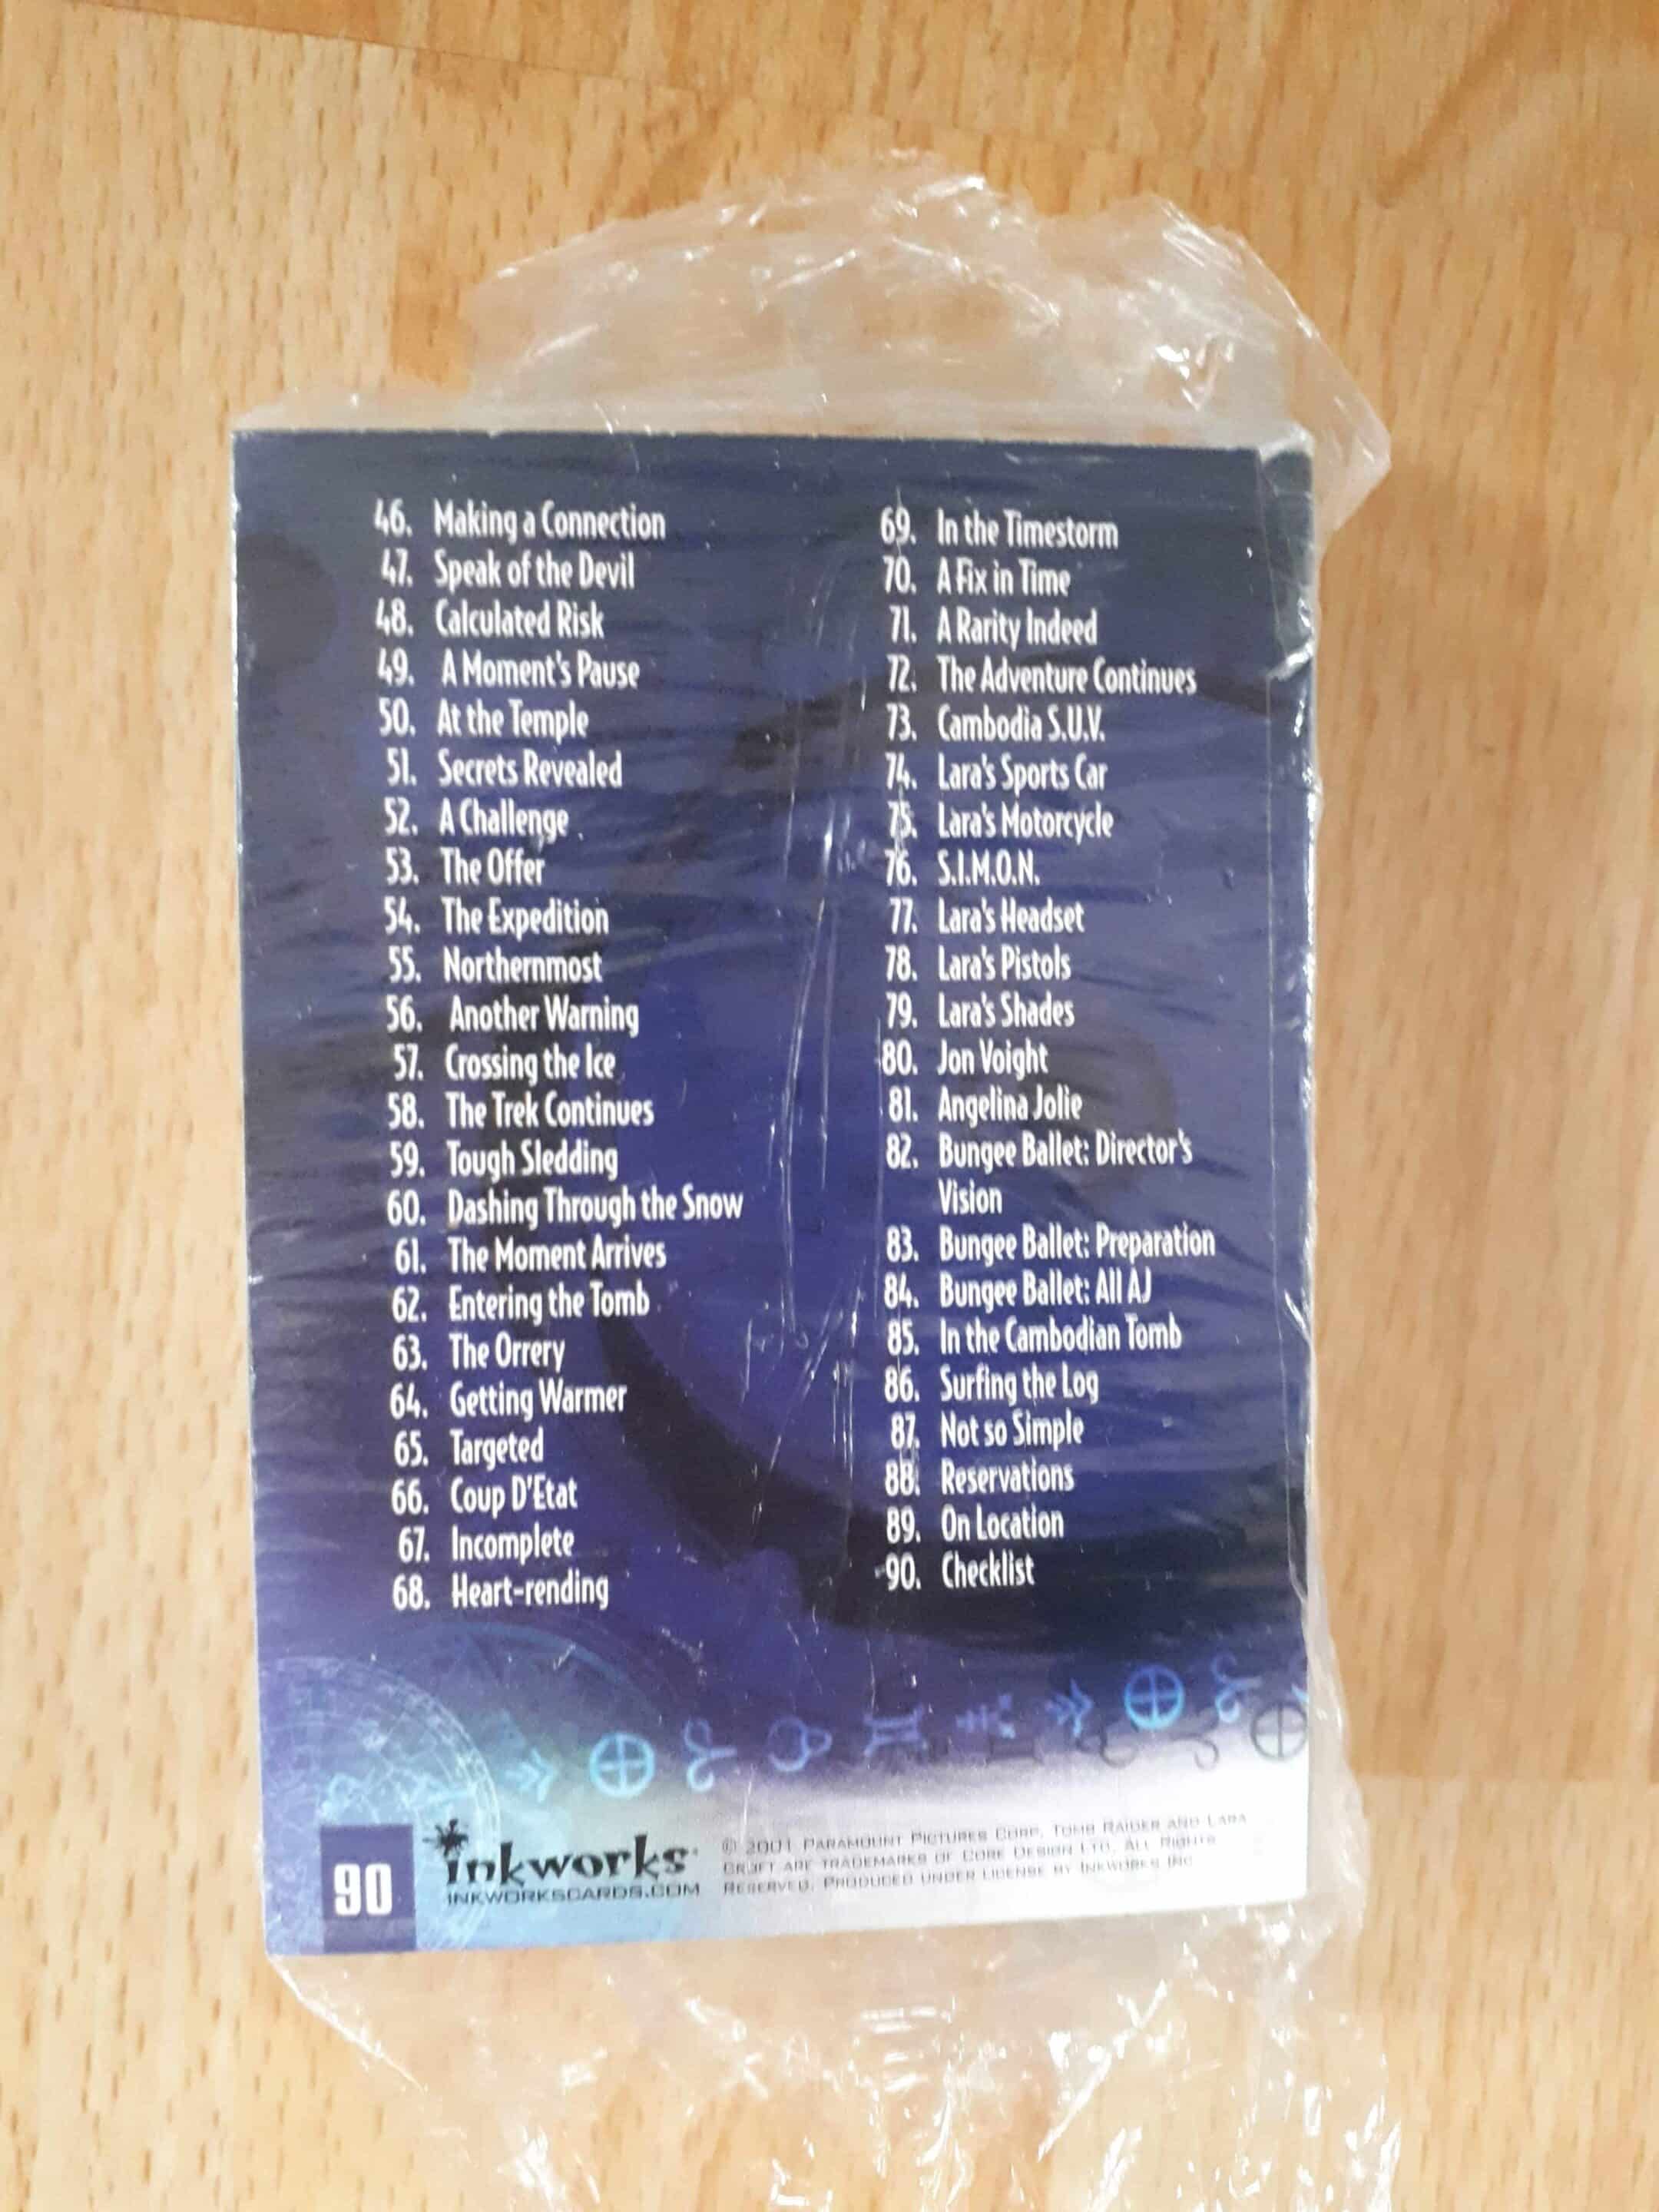 46. Making a Connection
47. Speak of the Devil
48. Calculated Risk
49. A Moment's Pause
50. At the Temple
51. Secrets Revealed
52. A Challenge
53. The Offer
54. The Expedition
55. Northernmost
56. Another Warning
57. Crossing the Ice
58. The Trek Continues
59. Tough Sledding
60. Dashing Through the Snow
61. The Moment Arrives
62. Entering the Tomb
63. The Orrery
64. Getting Warmer
65. Targeted
66. Coup D'Etat
67. Incomplete
68. Heart-rending
69. In the Timestorm
70. A Fix in Time
71. A Rarity Indeed
72. The Adventure Continues
73. Cambodia S.U.V.
74. Lara's Sports Car
75. Lara's Motorcycle
76. S.I.M.O.N.
77. Lara's Headset
78. Lara's Pistols
79. Lara's Shades
80. Jon Voight
81. Angelina Jolie
82. Bungee Ballet: Director's
Vision
83. Bungee Ballet: Preparation
84. Bungee Ballet: All AJ
85. In the Cambodian Tomb
86. Surfing the Log
87. Not so Simple
88. Reservations
89. On Location
90. Checklist
90
inkworks
INKWORKSCARDS.COM
© 2001 PARAMOUNT PICTURES CORP. TOMB RAIDER AND LARA
CROFT ARE TRADEMARKS OF CORE DESIGN LTD. ALL RIGHTS
RESERVED. PRODUCED UNDER LICENSE BY INKWORKS INC